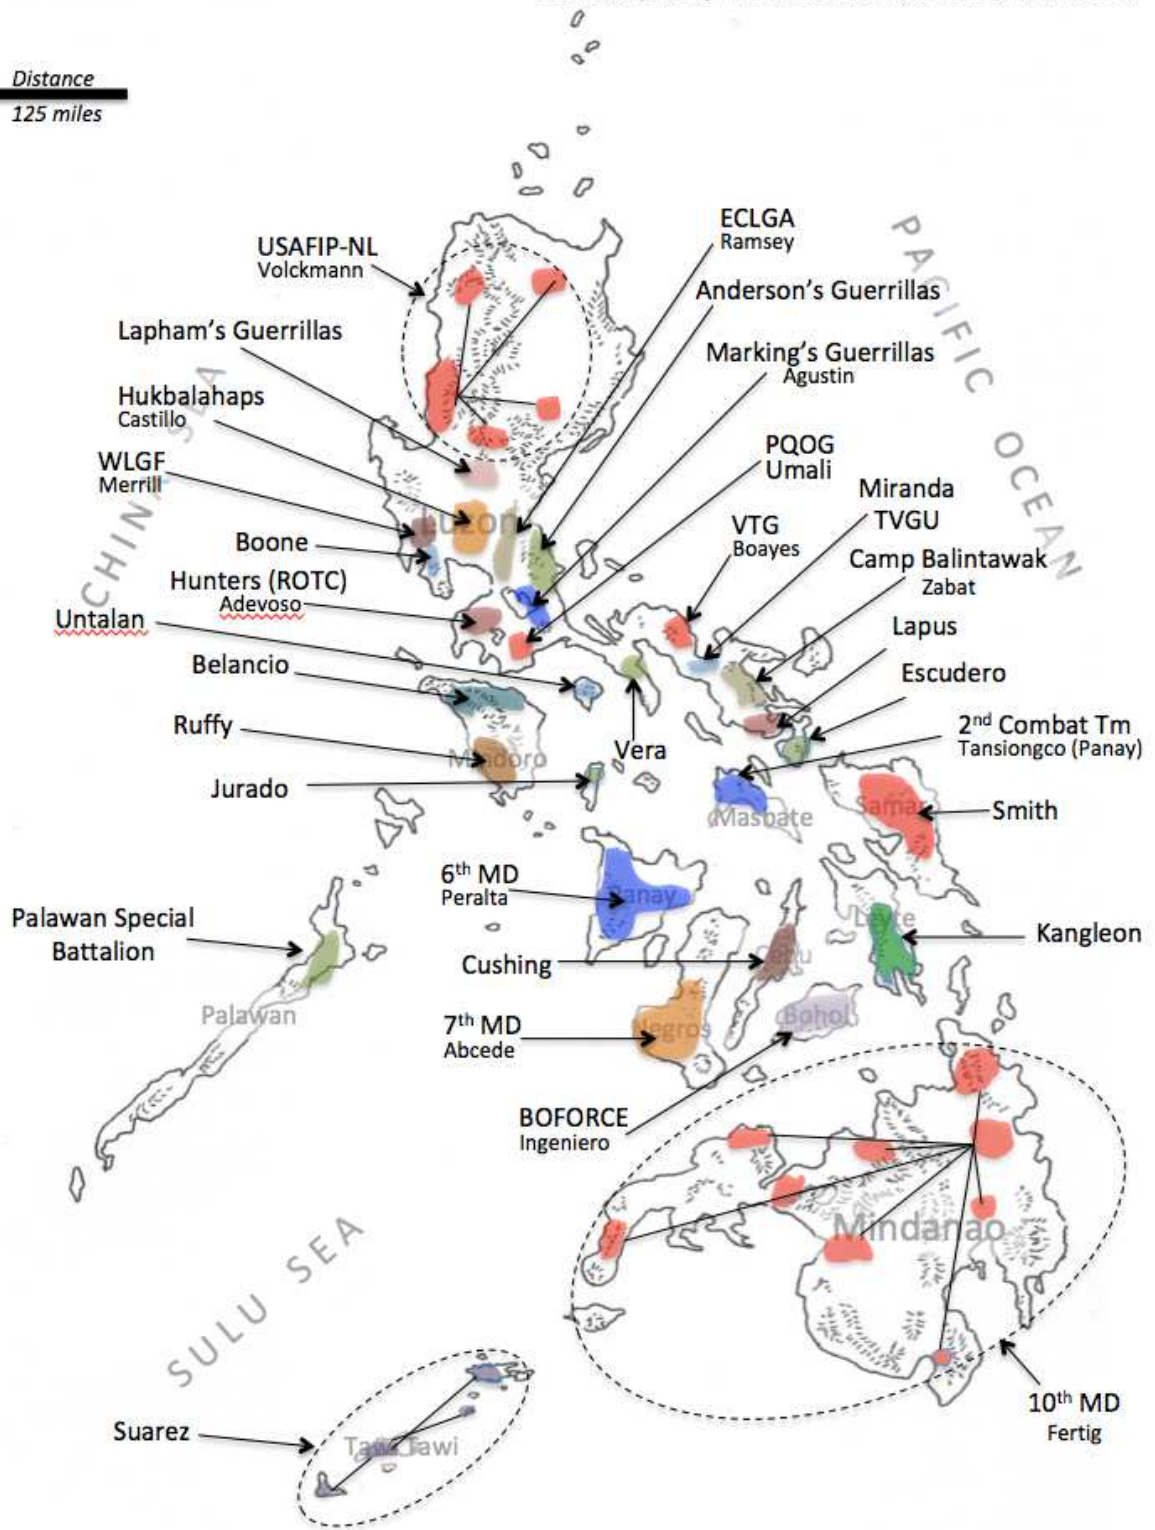 Distance
125 miles
USAFIP-NL
Volckmann
ECLGA
Ramsey
Anderson's Guerrillas
Lapham's Guerrillas
Marking's Guerrillas
Agustin
Hukbalahaps
Castillo
PQOG
Umali
WLGF
Merrill
Miranda
TVGU
VTG
Boayes
Boone
Camp Balintawak
Zabat
Hunters (ROTC)
Adevoso
Untalan
Lapus
Belancio
Escudero
Ruffy
2nd Combat Tm
Tansiongco (Panay)
Vera
Jurado
Smith
6th MD
Peralta
Palawan Special
Battalion
Kangleon
Cushing
7th MD
Abcede
BOFORCE
Ingeniero
10th MD
Fertig
Suarez
PACIFIC OCEAN
CHINA SEA
SULU SEA
Luzon
Mindoro
Masbate
Samar
Panay
Leyte
Cebu
Bohol
Negros
Palawan
Mindanao
Tawi Tawi